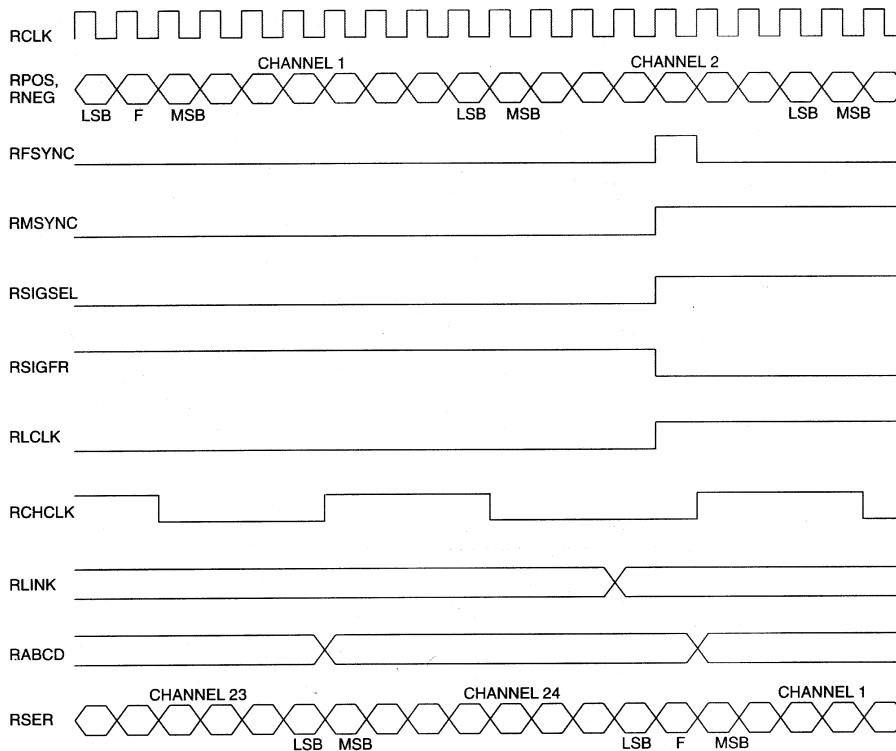 RCLK
CHANNEL 1 CHANNEL 2
RPOS,
RNEG
LSB F MSB LSB MSB LSB MSB
RFSYNC
RMSYNC
RSIGSEL
RSIGFR
RLCLK
RCHCLK
RLINK
RABCD
CHANNEL 23 CHANNEL 24 CHANNEL 1
RSER
LSB MSB LSB F MSB